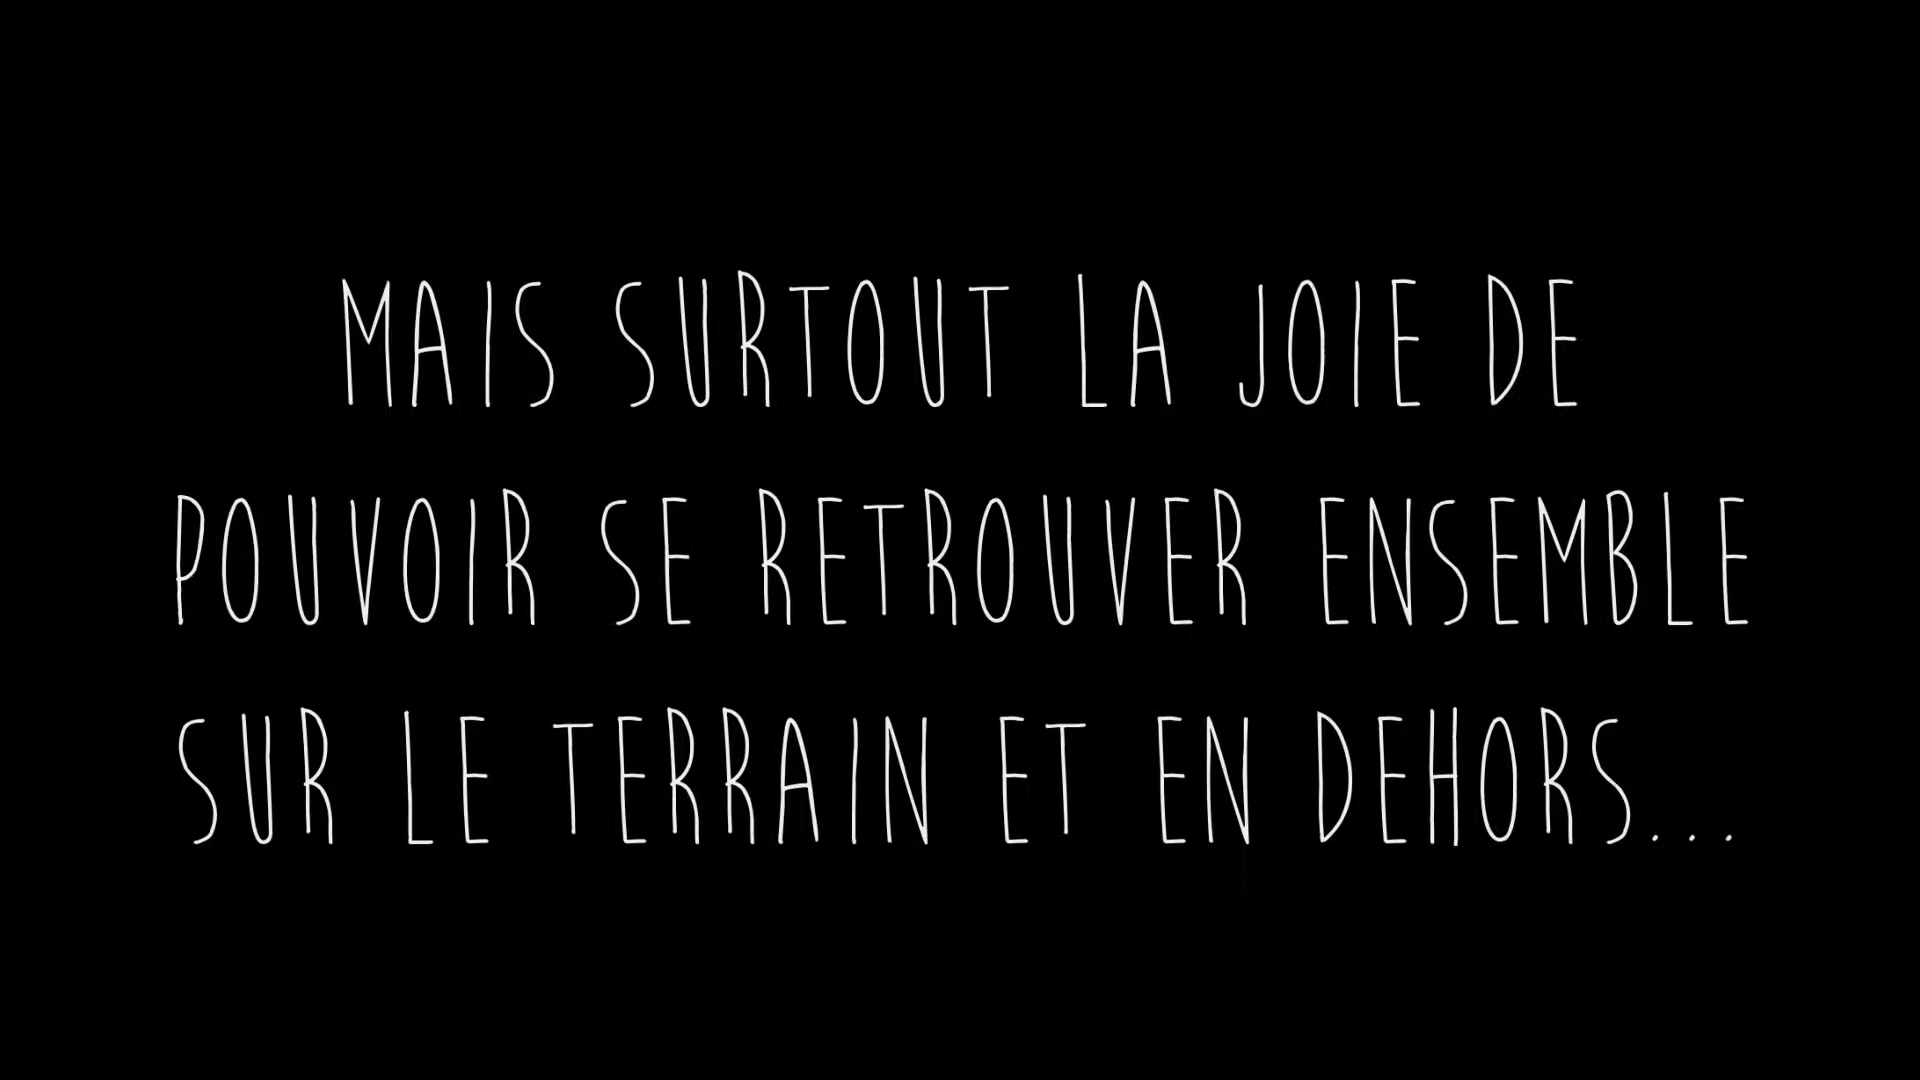 MAIS SURTOUT LA JOIE DE
POUVOIR SE RETROUVER ENSEMBLE
SUR LE TERRAIN ET EN DEHORS...